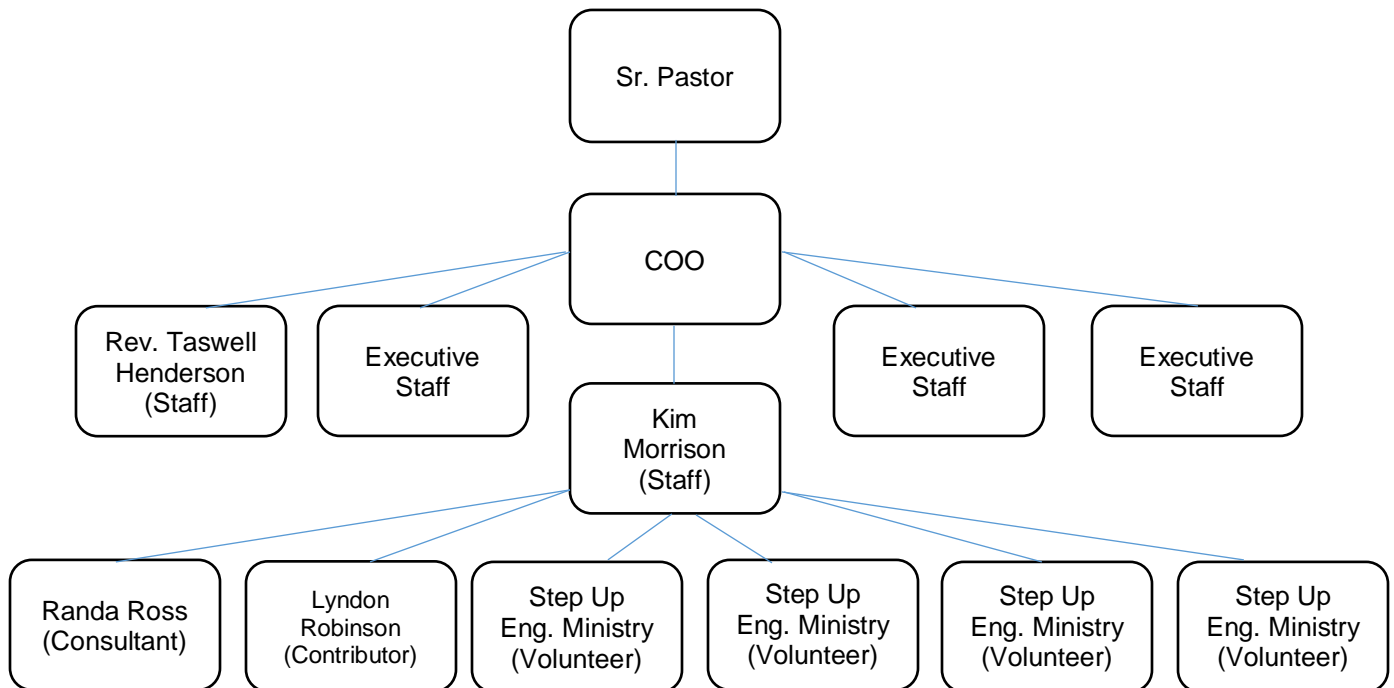 Sr. Pastor
COO
Rev. Taswell
Henderson
(Staff)
Executive
Staff
Executive
Staff
Executive
Staff
Kim
Morrison
(Staff)
Randa Ross
(Consultant)
Lyndon
Robinson
(Contributor)
Step Up
Eng. Ministry
(Volunteer)
Step Up
Eng. Ministry
(Volunteer)
Step Up
Eng. Ministry
(Volunteer)
Step Up
Eng. Ministry
(Volunteer)